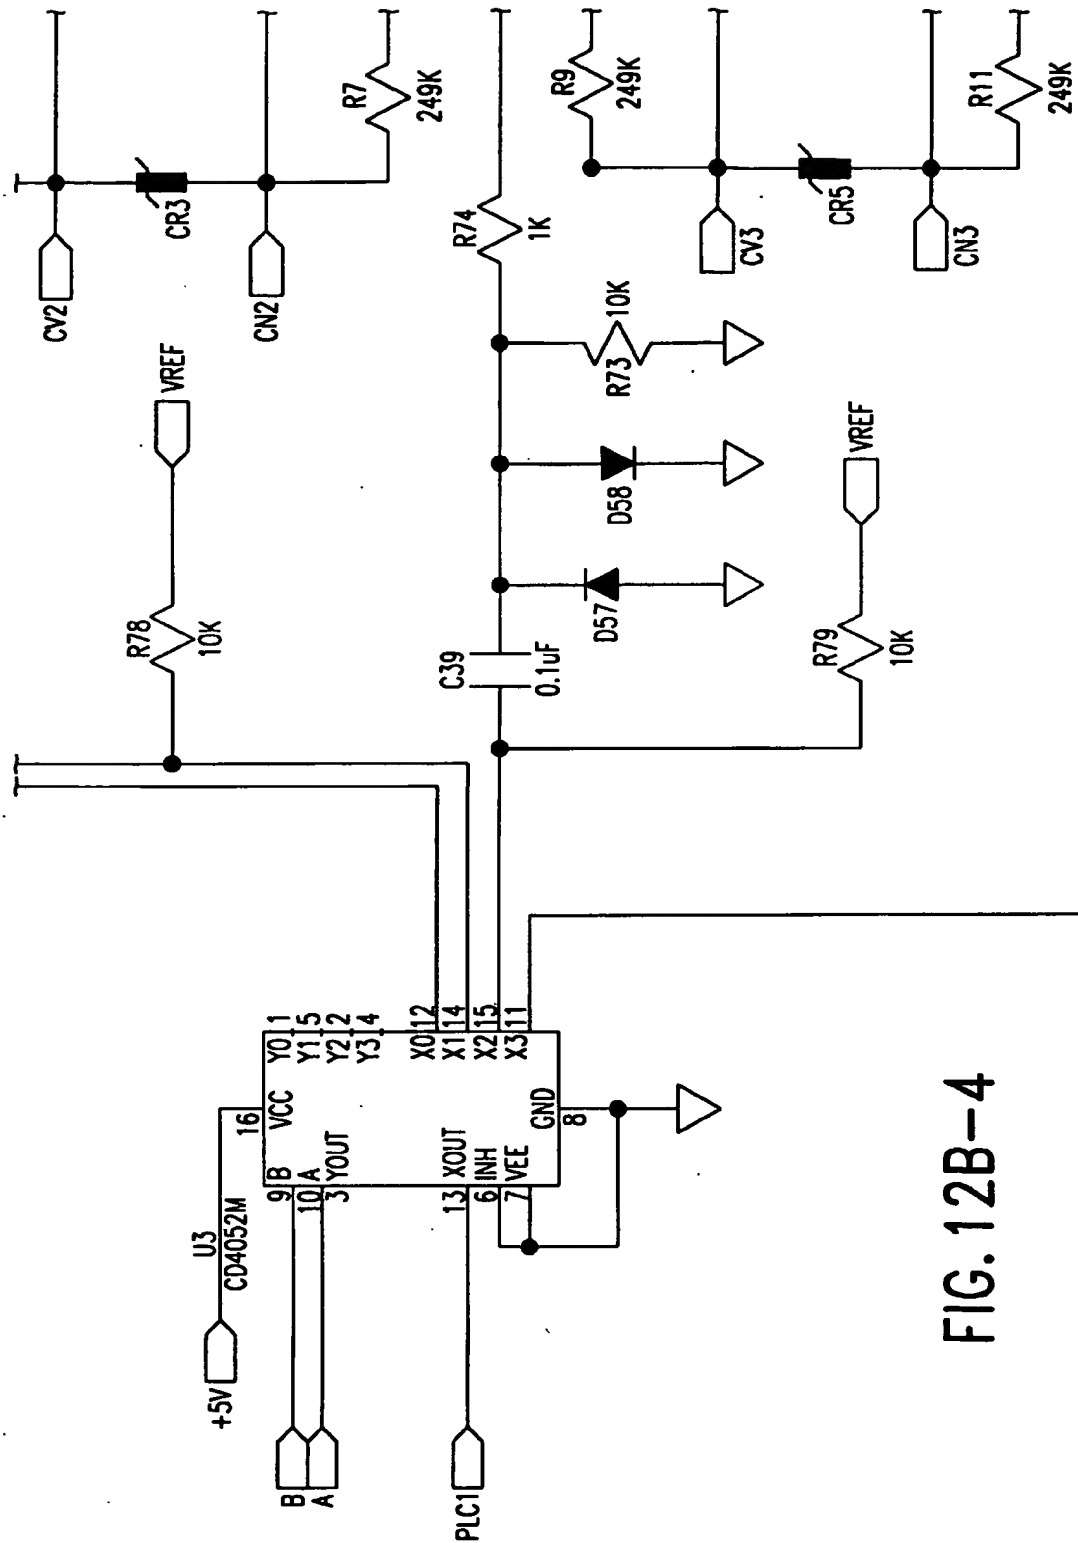 CV2
CR3
CN2
R7
249K
R74
1K
R9
249K
CV3
CR5
CN3
R11
249K
VREF
R78
10K
10K
R73
D58
D57
C39
0.1uF
VREF
R79
10K
+5V
U3
CD4052M
16
VCC
B
A
9 B
10 A
3 YOUT
PLC1
13 XOUT
6 INH
7 VEE
GND
8
Y0 1
Y1 5
Y2 2
Y3 4
X0 12
X1 14
X2 15
X3 11
FIG. 12B-4